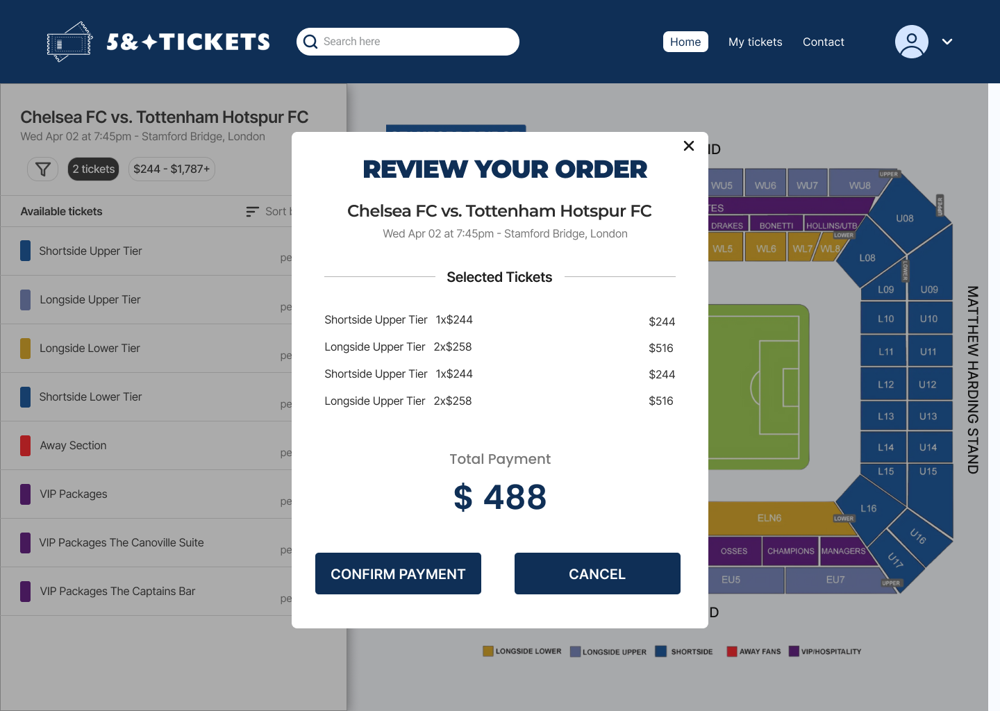 5&✦TICKETS
Search here
Home
My tickets
Contact
Chelsea FC vs. Tottenham Hotspur FC
Wed Apr 02 at 7:45pm - Stamford Bridge, London
2 tickets
$244 - $1,787+
Available tickets
Sort
Shortside Upper Tier
pe
Longside Upper Tier
pe
Longside Lower Tier
pe
Shortside Lower Tier
pe
Away Section
pe
VIP Packages
pe
VIP Packages The Canoville Suite
pe
VIP Packages The Captains Bar
pe
REVIEW YOUR ORDER
Chelsea FC vs. Tottenham Hotspur FC
Wed Apr 02 at 7:45pm - Stamford Bridge, London
Selected Tickets
Shortside Upper Tier 1x$244 $244
Longside Upper Tier 2x$258 $516
Shortside Upper Tier 1x$244 $244
Longside Upper Tier 2x$258 $516
Total Payment
$ 488
CONFIRM PAYMENT
CANCEL
ND
WU5 WU6 WU7 WU8 UPPER
TES
DRAKES BONETTI HOLLINS/UTB
WL5 WL6 WL7 WL8 LOWER
U08 UPPER
L08 LOWER
L09 U09
L10 U10
L11 U11
L12 U12
L13 U13
L14 U14
L15 U15
L16 U16
U17 UPPER
MATTHEW HARDING STAND
ELN6 LOWER
OSSES CHAMPIONS MANAGERS
EU5 EU7
D
LONGSIDE LOWER LONGSIDE UPPER SHORTSIDE AWAY FANS VIP/HOSPITALITY